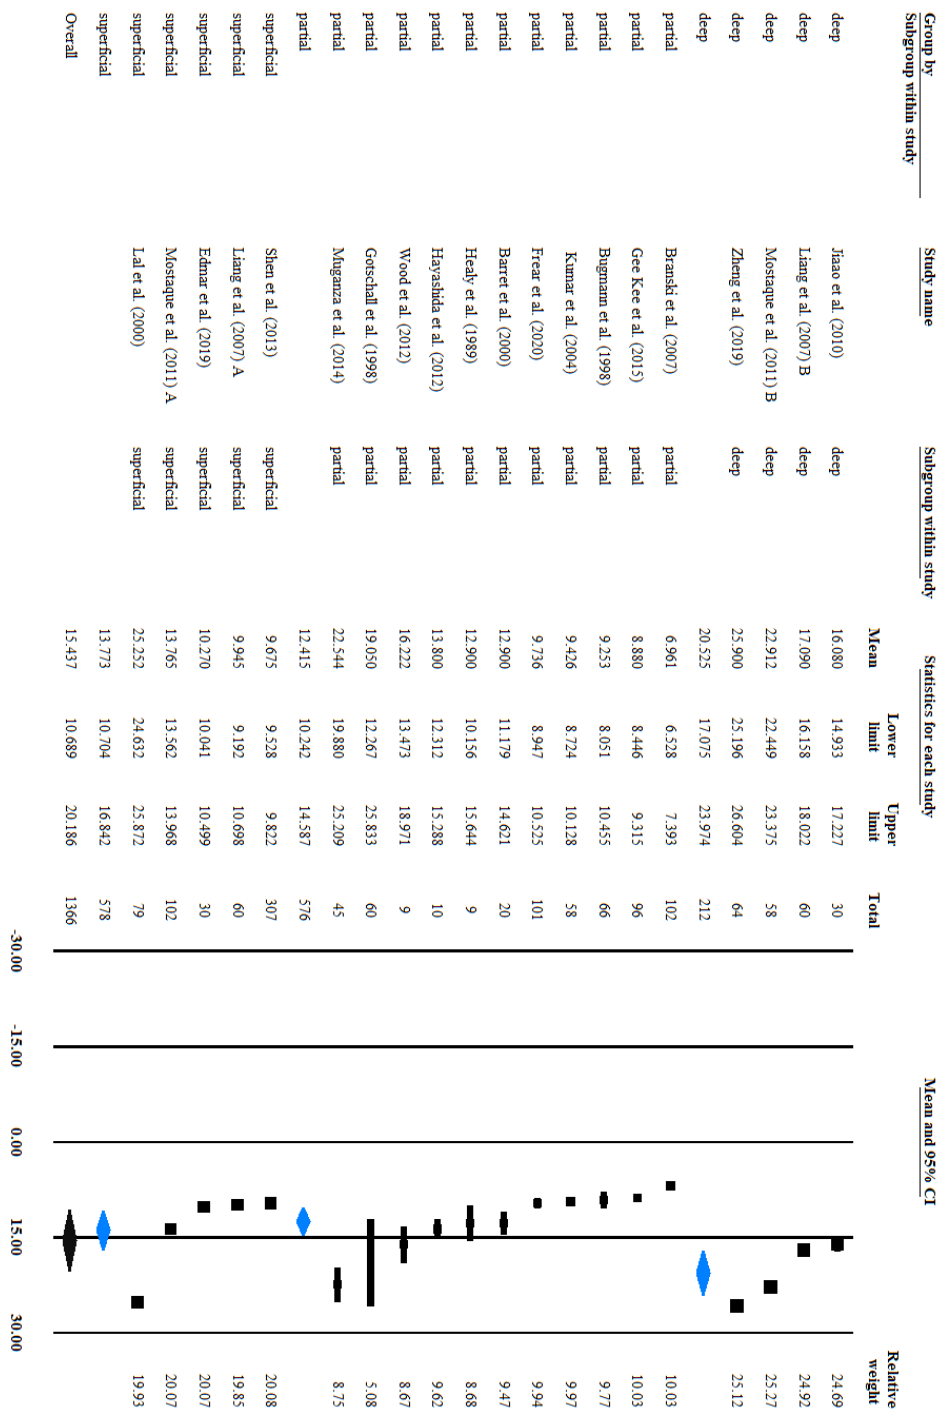 Group by
Subgroup within study
Study name
Subgroup within study
Statistics for each study
Mean and 95% CI
Mean
Lower limit
Upper limit
Total
Relative weight
deep Jiaao et al. (2010) deep 16.080 14.933 17.227 30 24.69
deep Liang et al. (2007) B deep 17.090 16.158 18.022 60 24.92
deep Mostaque et al. (2011) B deep 22.912 22.449 23.375 58 25.27
deep Zheng et al. (2019) deep 25.900 25.196 26.604 64 25.12
deep 20.525 17.075 23.974 212
partial Branski et al. (2007) partial 6.961 6.528 7.393 102 10.03
partial Gee Kee et al. (2015) partial 8.880 8.446 9.315 96 10.03
partial Bugmann et al. (1998) partial 9.253 8.051 10.455 66 9.77
partial Kumar et al. (2004) partial 9.426 8.724 10.128 58 9.97
partial Frear et al. (2020) partial 9.736 8.947 10.525 101 9.94
partial Barret et al. (2000) partial 12.900 11.179 14.621 20 9.47
partial Healy et al. (1989) partial 12.900 10.156 15.644 9 8.68
partial Hayashida et al. (2012) partial 13.800 12.312 15.288 10 9.62
partial Wood et al. (2012) partial 16.222 13.473 18.971 9 8.67
partial Gotschall et al. (1998) partial 19.050 12.267 25.833 60 5.08
partial Muganza et al. (2014) partial 22.544 19.880 25.209 45 8.75
partial 12.415 10.242 14.587 576
superficial Shen et al. (2013) superficial 9.675 9.528 9.822 307 20.08
superficial Liang et al. (2007) A superficial 9.945 9.192 10.698 60 19.85
superficial Edmar et al. (2019) superficial 10.270 10.041 10.499 30 20.07
superficial Mostaque et al. (2011) A superficial 13.765 13.562 13.968 102 20.07
superficial Lal et al. (2000) superficial 25.252 24.632 25.872 79 19.93
superficial 13.773 10.704 16.842 578
Overall 15.437 10.689 20.186 1366
-30.00 -15.00 0.00 15.00 30.00